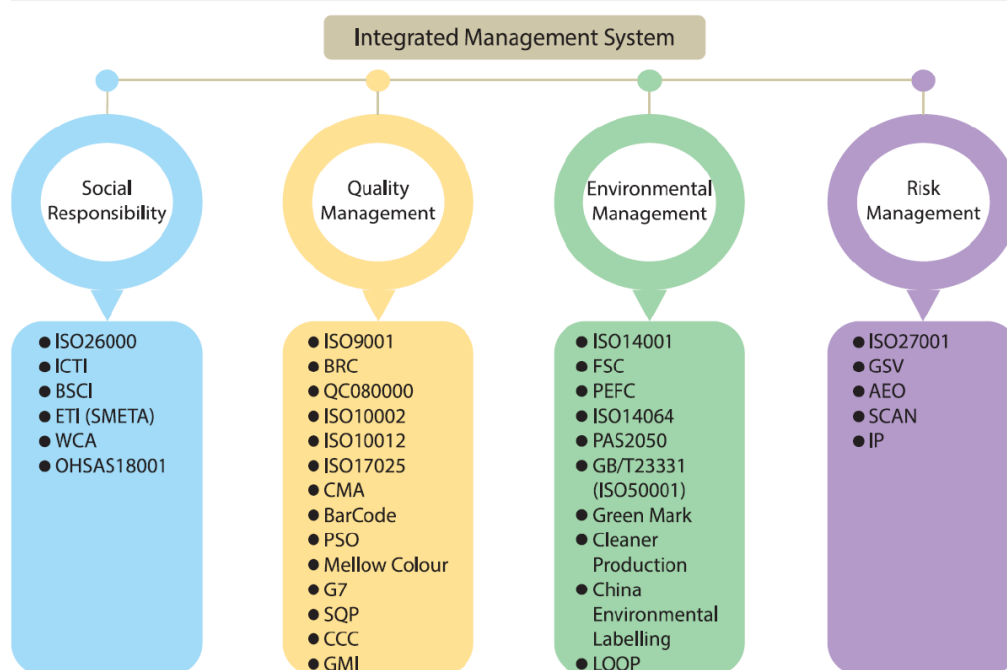 Integrated Management System
Social
Responsibility
Quality
Management
Environmental
Management
Risk
Management
● ISO26000
● ICTI
● BSCI
● ETI (SMETA)
● WCA
● OHSAS18001
● ISO9001
● BRC
● QC080000
● ISO10002
● ISO10012
● ISO17025
● CMA
● BarCode
● PSO
● Mellow Colour
● G7
● SQP
● CCC
● GMI
● ISO14001
● FSC
● PEFC
● ISO14064
● PAS2050
● GB/T23331
(ISO50001)
● Green Mark
● Cleaner
Production
● China
Environmental
Labelling
● LOOP
● ISO27001
● GSV
● AEO
● SCAN
● IP